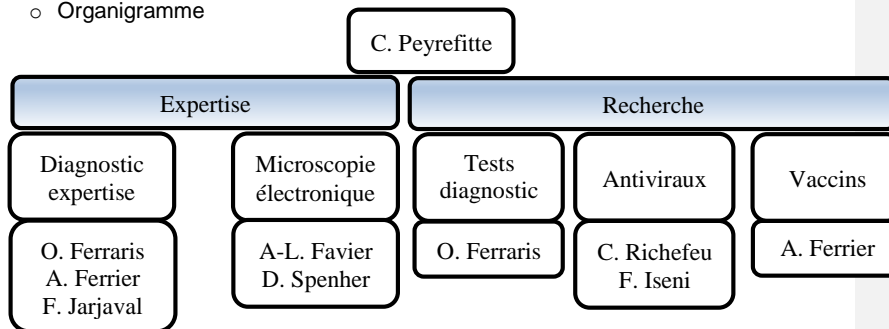 o Organigramme
C. Peyrefitte
Expertise
Recherche
Diagnostic
expertise
Microscopie
électronique
Tests
diagnostic
Antiviraux
Vaccins
O. Ferraris
A. Ferrier
F. Jarjaval
A-L. Favier
D. Spenher
O. Ferraris
C. Richefeu
F. Iseni
A. Ferrier